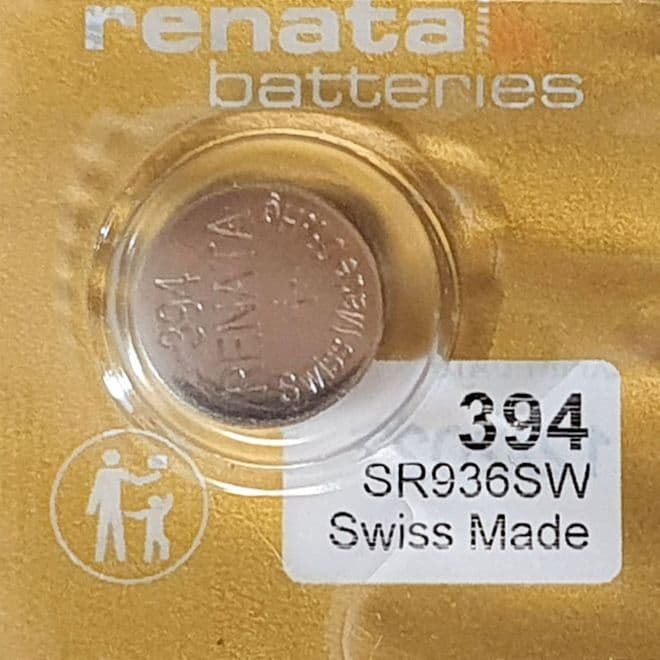 renata
batteries
394
RENATA
Swiss Made
394
SR936SW
Swiss Made